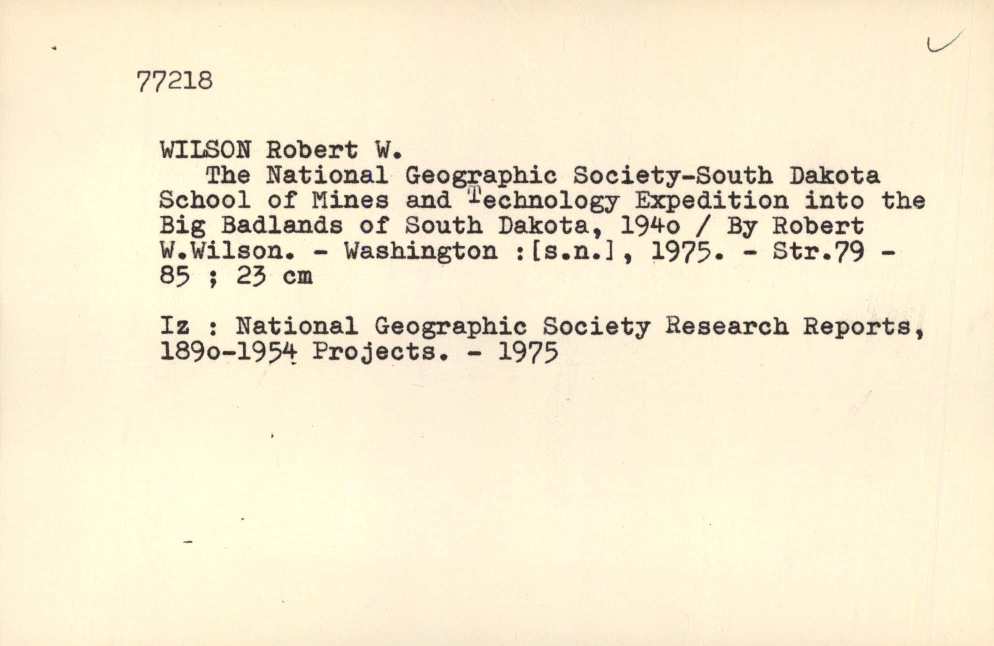 77218
WILSON Robert W.
The National Geographic Society-South Dakota
School of Mines and Technology Expedition into the
Big Badlands of South Dakota, 194o / By Robert
W.Wilson. - Washington :[s.n.], 1975. - Str.79 -
85 ; 23 cm
Iz : National Geographic Society Research Reports,
189o-1954 Projects. - 1975